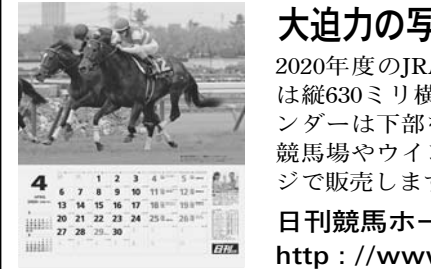 大迫力の写
2020年度のJRA
は縦630ミリ横
ンダーは下部を
競馬場やウイン
ジで販売します
日刊競馬ホー
http：//www
4
1 2 3 4 5
6 7 8 9 10 11 12
13 14 15 16 17 18 19
20 21 22 23 24 25 26
27 28 29 30
日刊